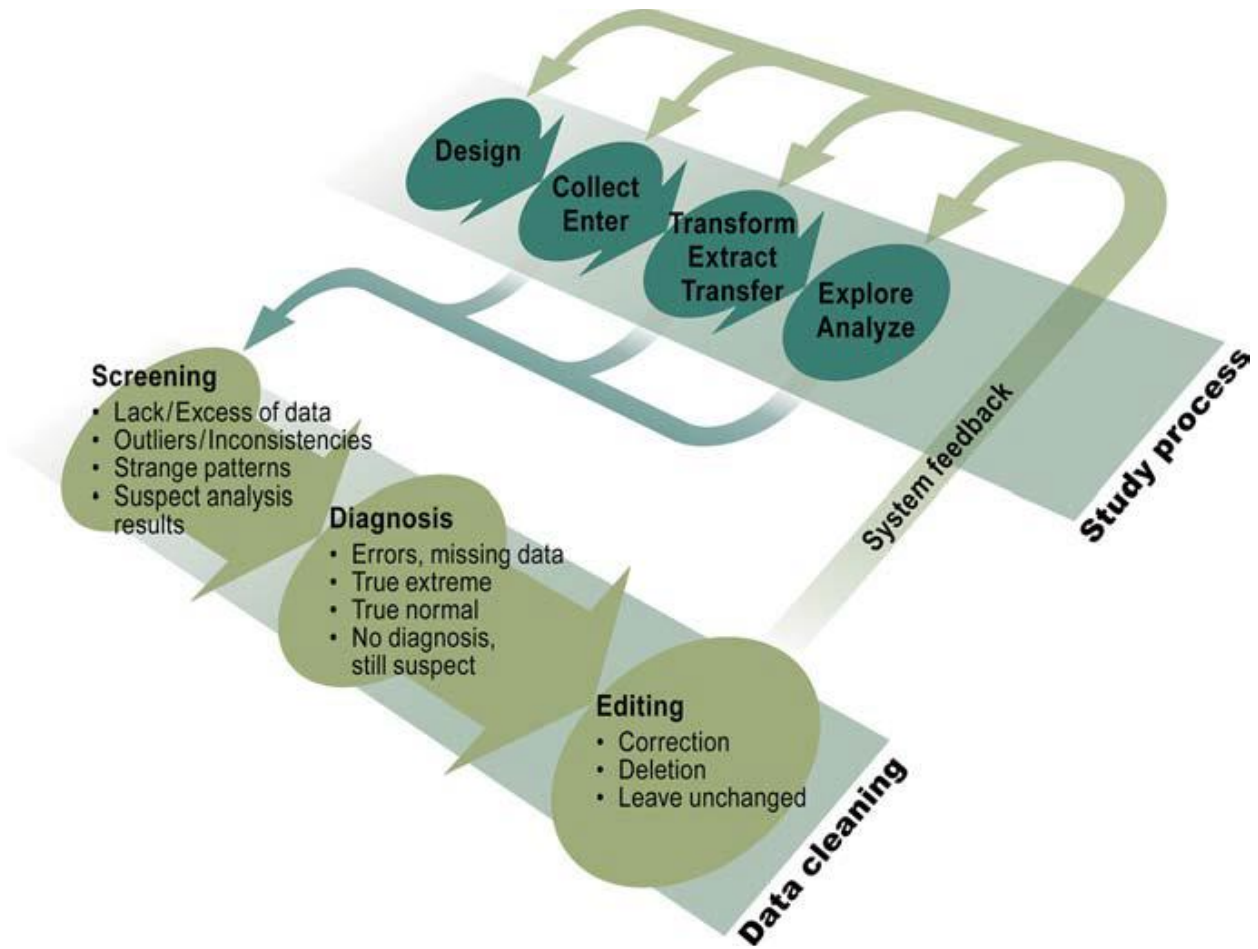 Design
Collect
Enter
Transform
Extract
Transfer
Explore
Analyze
Study process
System feedback
Screening
• Lack/Excess of data
• Outliers/Inconsistencies
• Strange patterns
• Suspect analysis
results
Diagnosis
• Errors, missing data
• True extreme
• True normal
• No diagnosis,
still suspect
Editing
• Correction
• Deletion
• Leave unchanged
Data cleaning